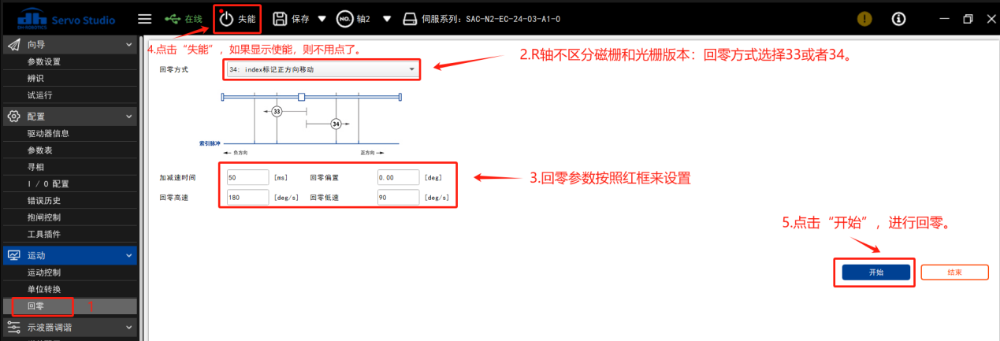 dh Servo Studio
DH-ROBOTICS
在线
失能
保存
NO. 轴2
伺服系列: SAC-N2-EC-24-03-A1-0
向导
参数设置
辨识
试运行
配置
驱动器信息
参数表
寻相
I / O 配置
错误历史
抱闸控制
工具插件
运动
运动控制
单位转换
回零
1
示波器调谐
4.点击“失能”，如果显示使能，则不用点了。
2.R轴不区分磁栅和光栅版本：回零方式选择33或者34。
回零方式
34: index标记正方向移动
33
34
索引脉冲
负方向
正方向
加减速时间 50 [ms] 回零偏置 0.00 [deg]
回零高速 180 [deg/s] 回零低速 90 [deg/s]
3.回零参数按照红框来设置
5.点击“开始”，进行回零。
开始
结束